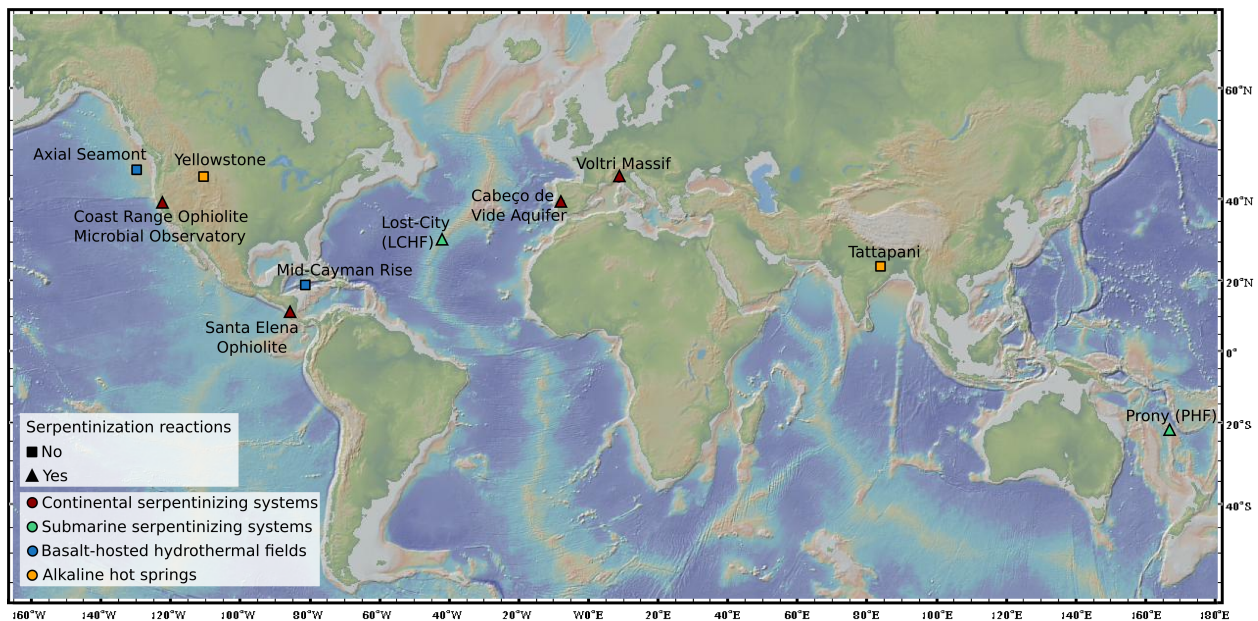 Axial Seamont
Yellowstone
Voltri Massif
Cabeço de
Vide Aquifer
Coast Range Ophiolite
Microbial Observatory
Lost-City
(LCHF)
Tattapani
Mid-Cayman Rise
Santa Elena
Ophiolite
Prony (PHF)
Serpentinization reactions
No
Yes
Continental serpentinizing systems
Submarine serpentinizing systems
Basalt-hosted hydrothermal fields
Alkaline hot springs
60°N
40°N
20°N
0°
20°S
40°S
160°W 140°W 120°W 100°W 80°W 60°W 40°W 20°W 0°E 20°E 40°E 60°E 80°E 100°E 120°E 140°E 160°E 180°E